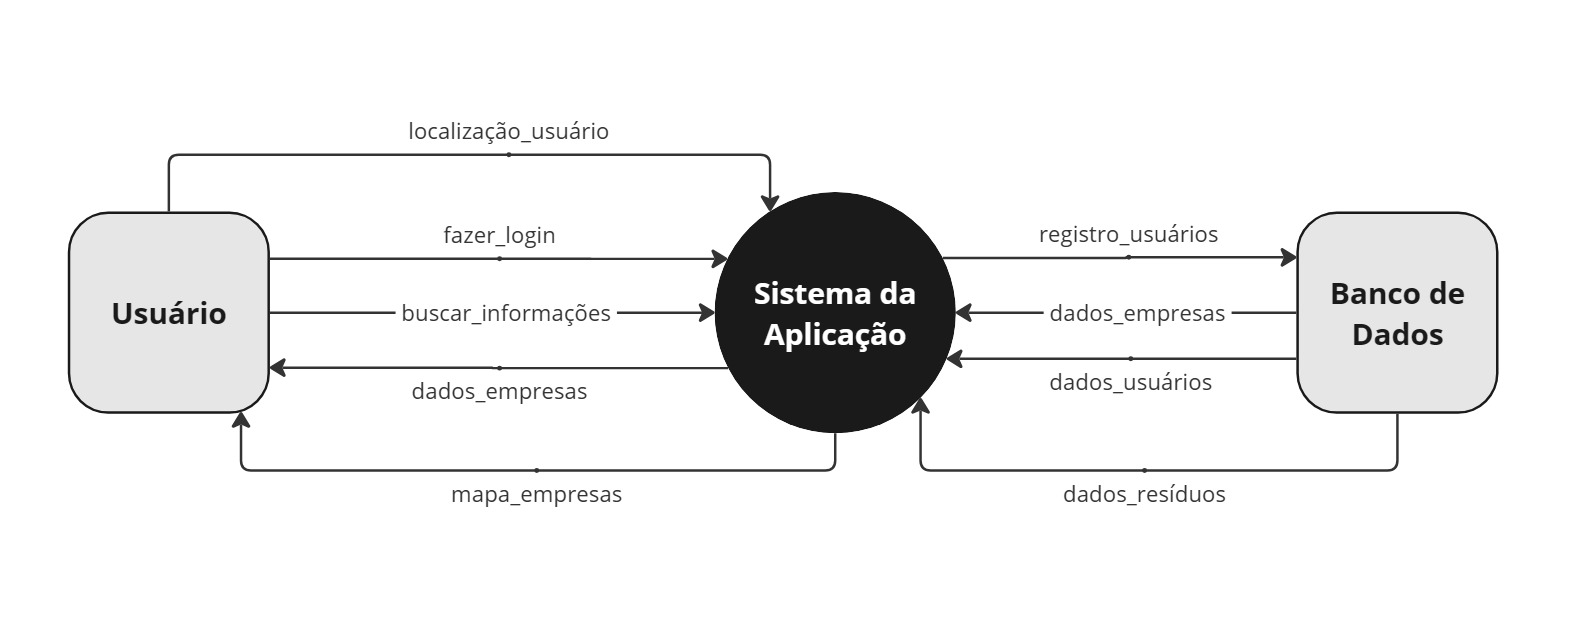 localização_usuário
fazer_login
registro_usuários
Usuário
buscar_informações
Sistema da
Aplicação
dados_empresas
Banco de
Dados
dados_empresas
dados_usuários
mapa_empresas
dados_resíduos